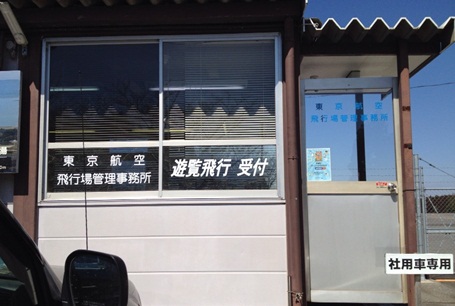 東京航空
飛行場管理事務所
遊覧飛行 受付
東京航空
飛行場管理事務所
社用車専用